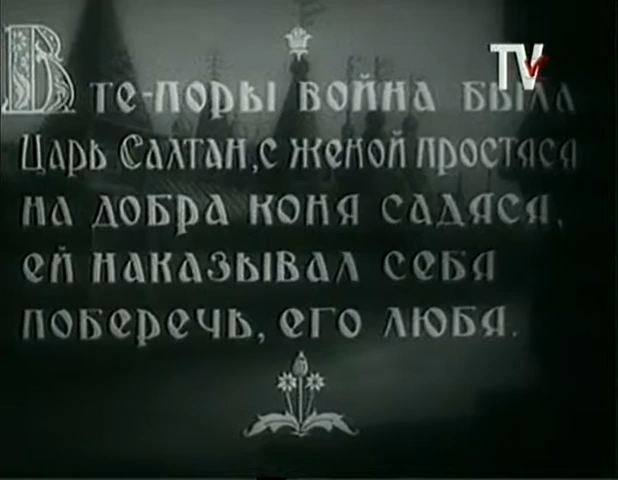 TV
В те-поры война была
Царь Салтан, с женой простяся
на добра коня садяся,
ей наказывал себя
поберечь, его любя.